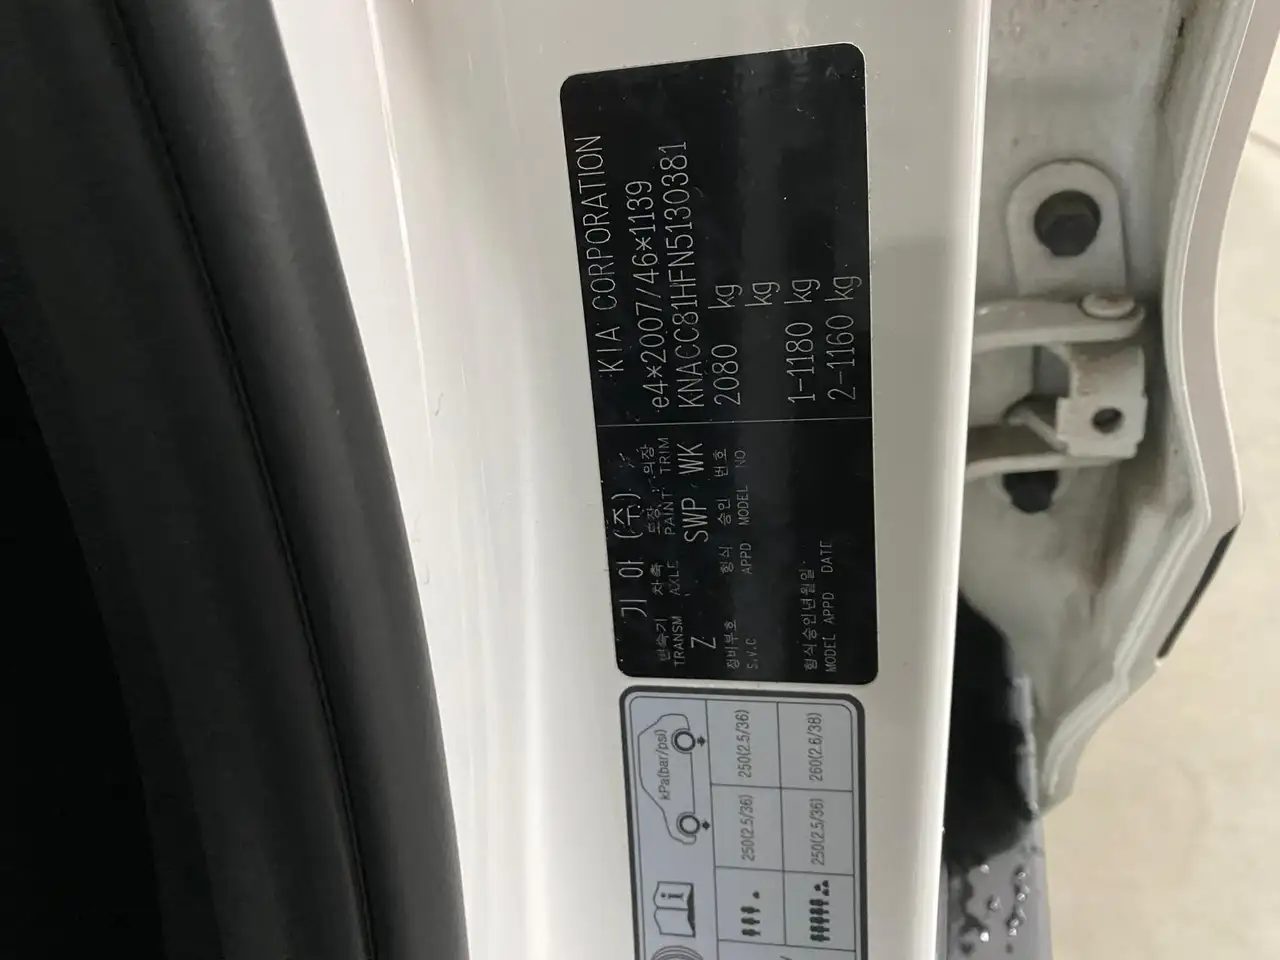 KIA CORPORATION
e4*2007/46*1139
KNACC81HFN5130381
2080 kg
kg
1-1180 kg
2-1160 kg
기아 (주)
변속기 차축 도장 의장
TRANSM AXLE PAINT TRIM
Z SWP WK
정비부호 형식 승인 번호
S.V.C APPD MODEL NO
형식승인년월일
MODEL APPD DATE
kPa(bar/psi)
250(2.5/36) 250(2.5/36)
250(2.5/36) 260(2.6/38)